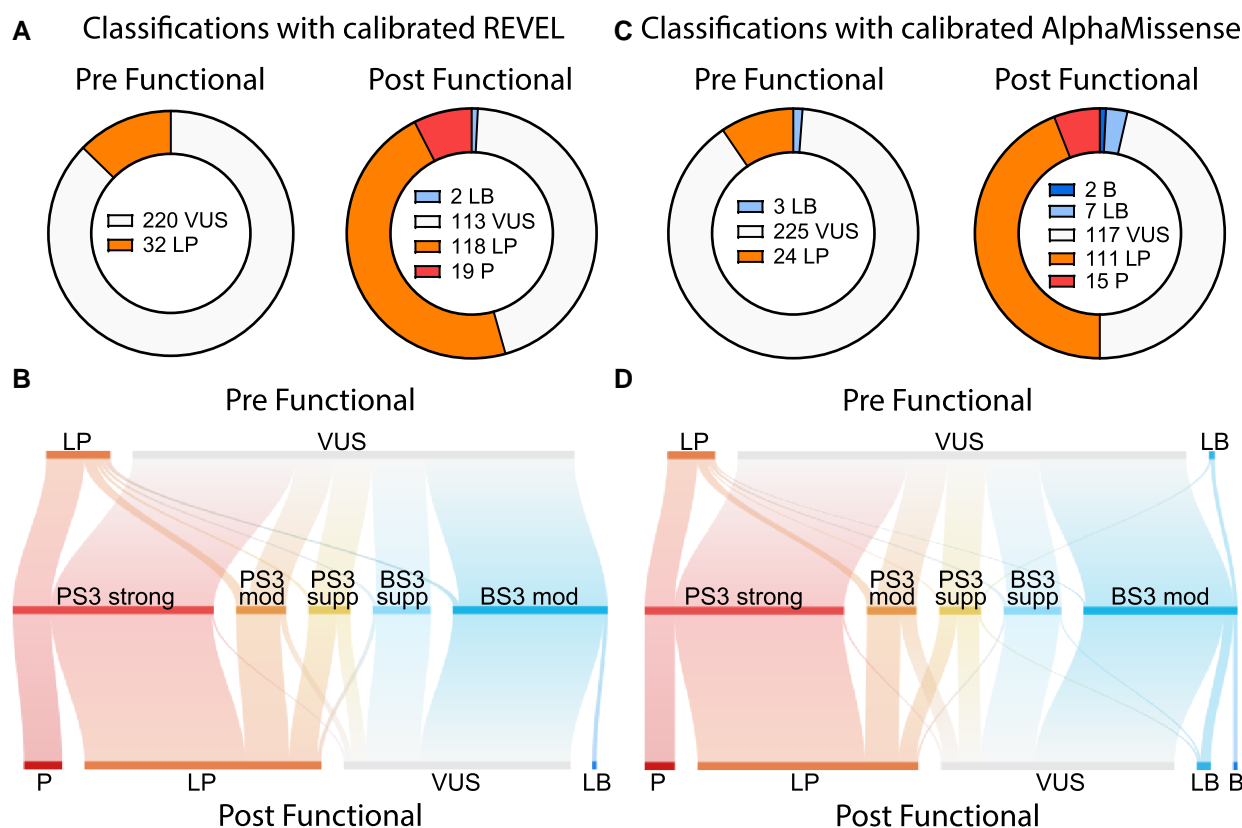 A
Classifications with calibrated REVEL
Pre Functional
Post Functional
220 VUS
32 LP
2 LB
113 VUS
118 LP
19 P
B
Pre Functional
LP
VUS
PS3 strong
PS3
mod
PS3
supp
BS3
supp
BS3 mod
P
LP
VUS
LB
Post Functional
C
Classifications with calibrated AlphaMissense
Pre Functional
Post Functional
3 LB
225 VUS
24 LP
2 B
7 LB
117 VUS
111 LP
15 P
D
Pre Functional
LP
VUS
LB
PS3 strong
PS3
mod
PS3
supp
BS3
supp
BS3 mod
P
LP
VUS
LB
B
Post Functional